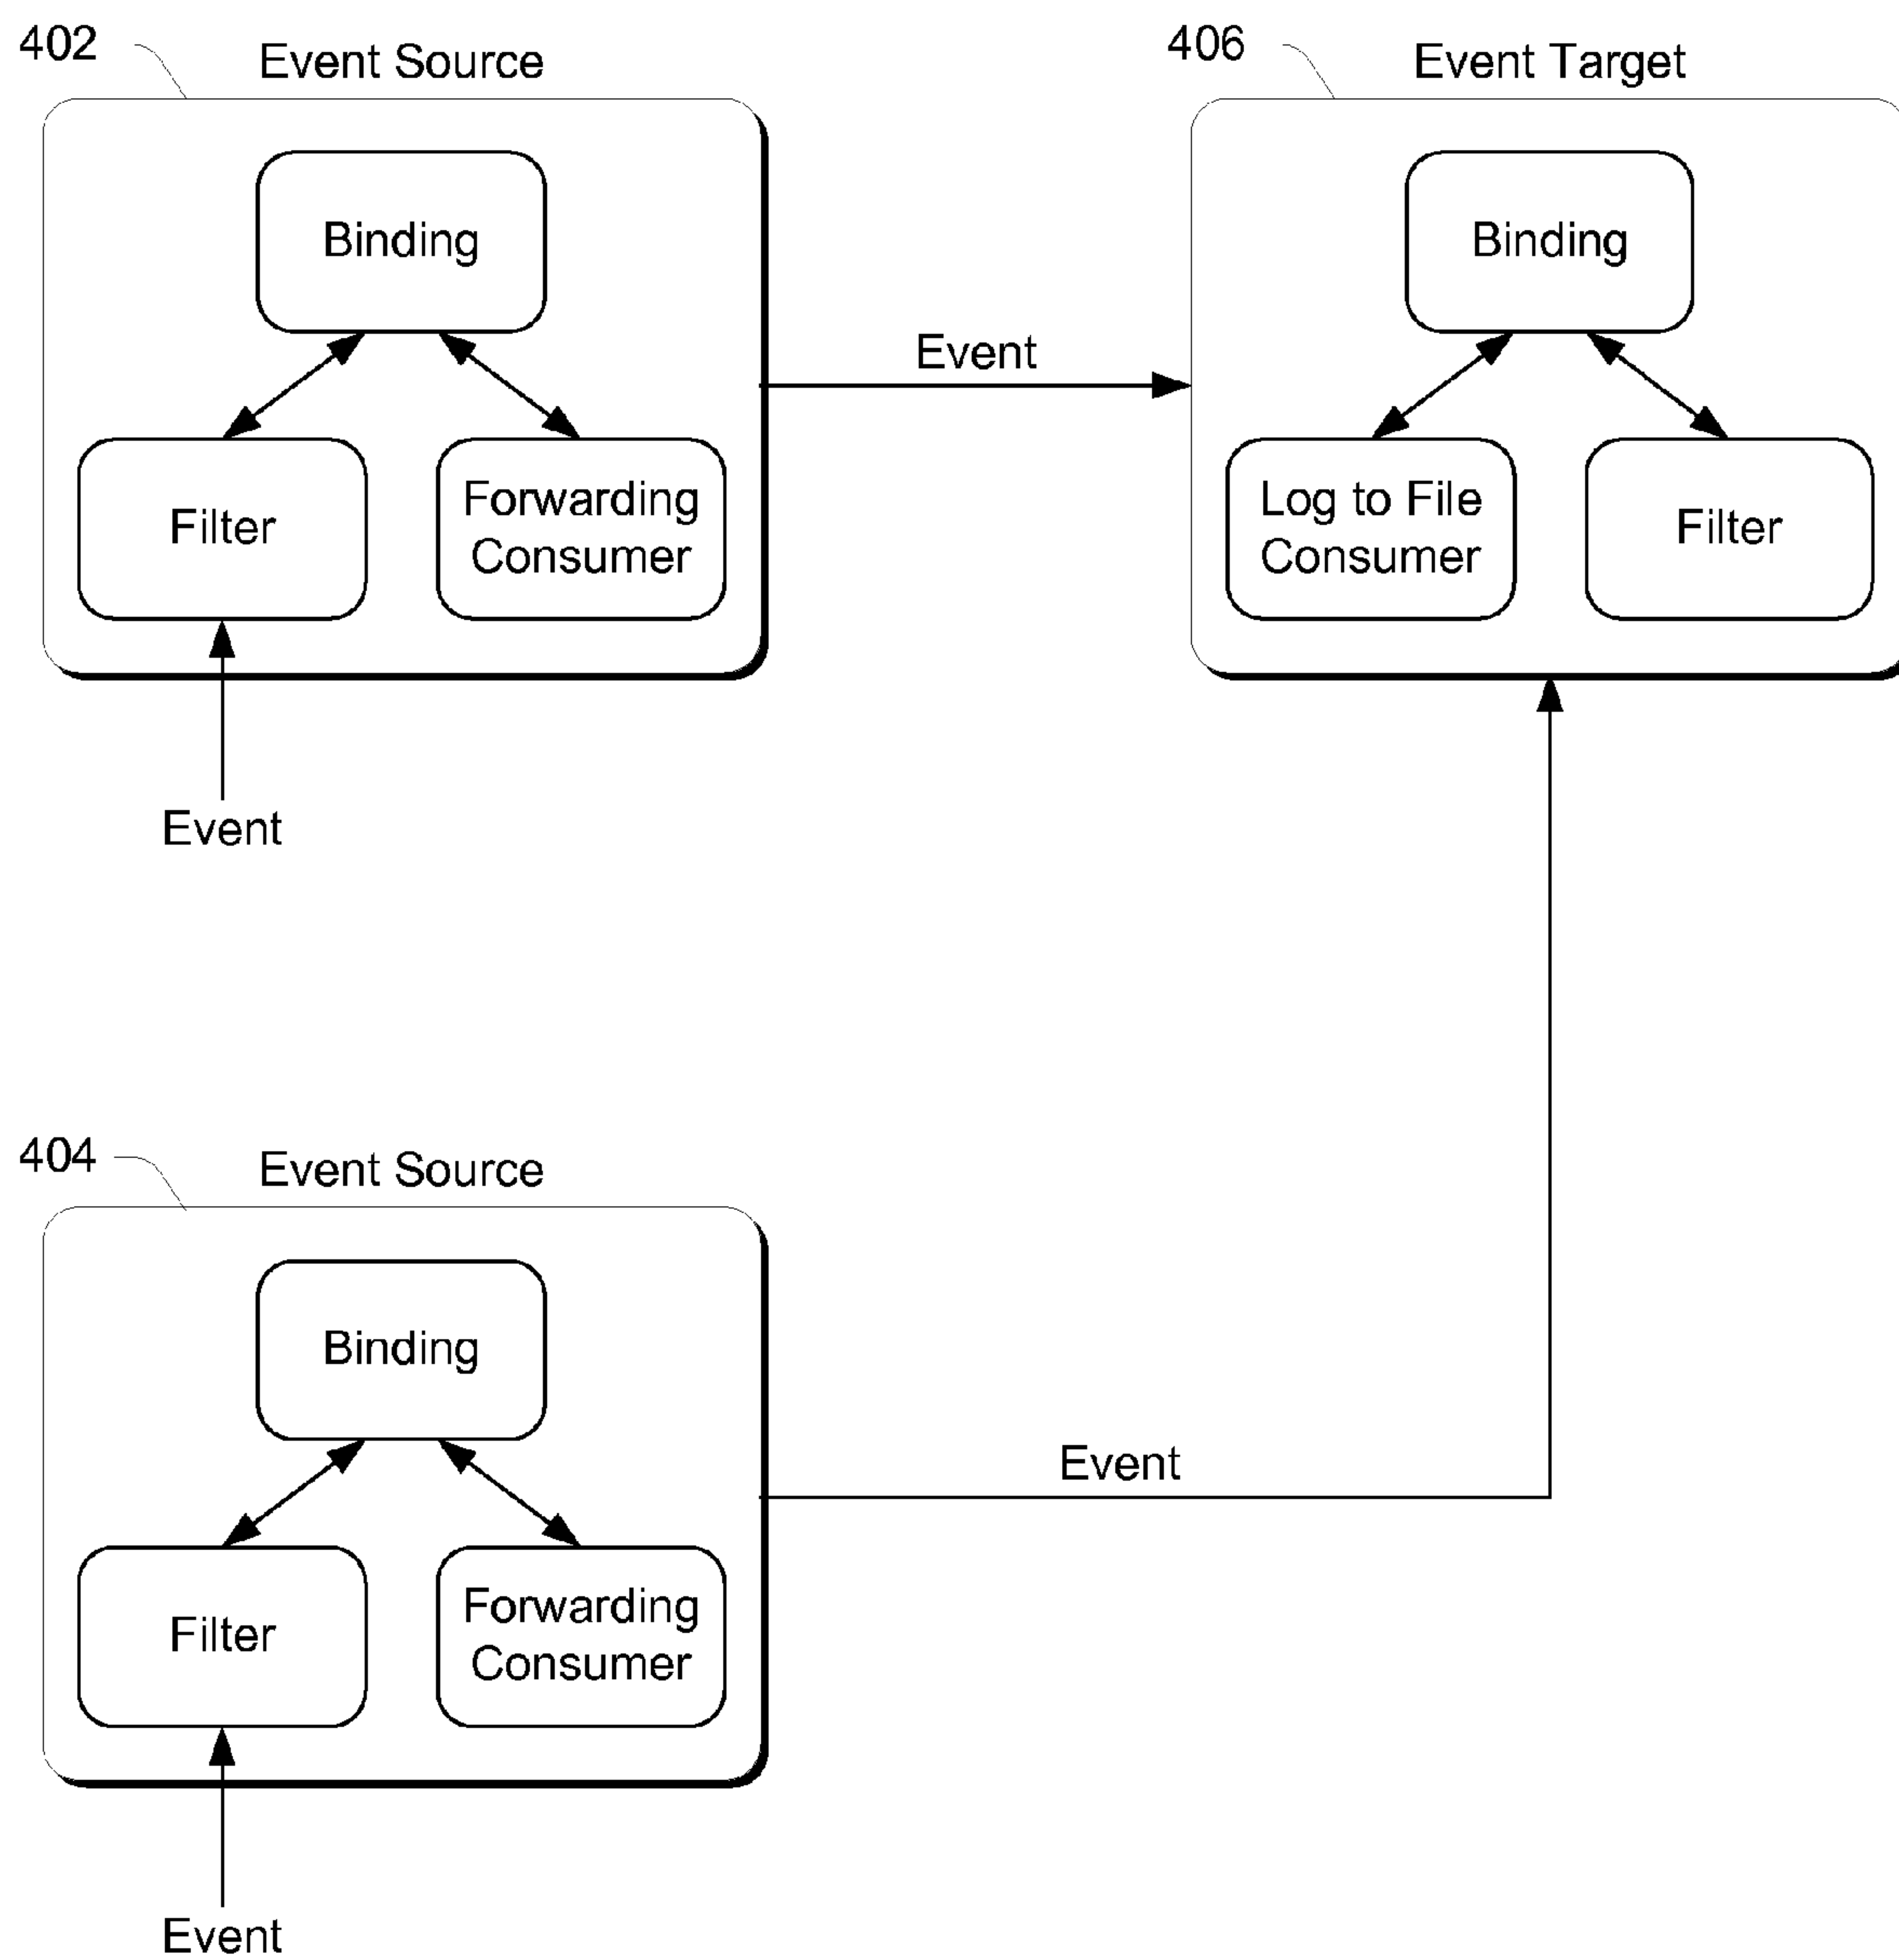 402
Event Source
Binding
Filter
Forwarding
Consumer
Event
Event
406
Event Target
Binding
Log to File
Consumer
Filter
404
Event Source
Binding
Filter
Forwarding
Consumer
Event
Event